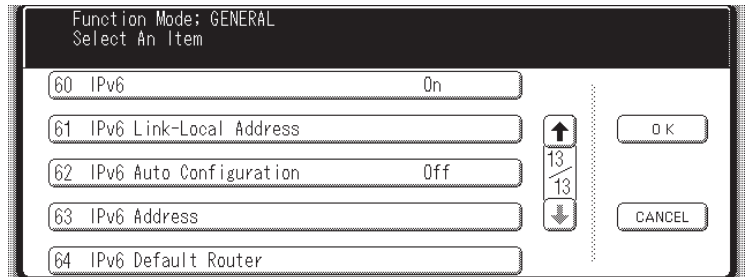 Function Mode; GENERAL
Select An Item
60 IPv6 On
61 IPv6 Link-Local Address
62 IPv6 Auto Configuration Off
63 IPv6 Address
64 IPv6 Default Router
13/13
OK
CANCEL